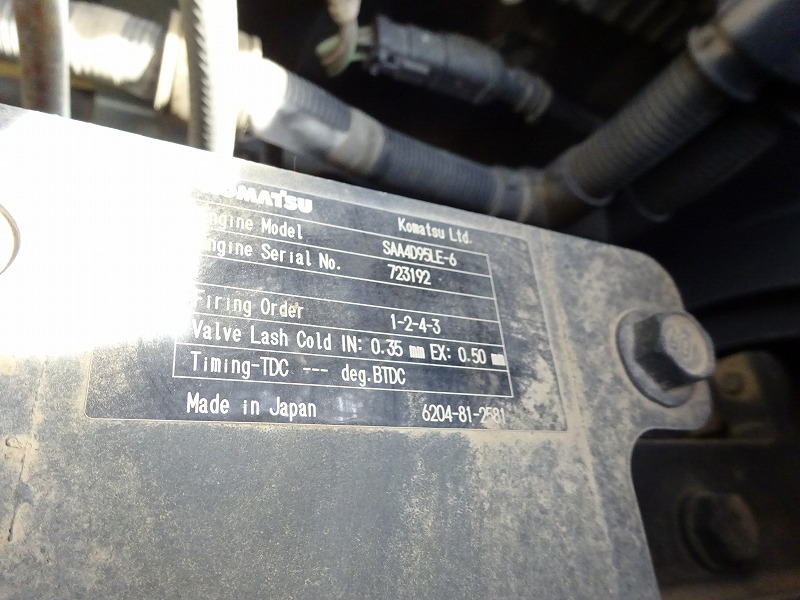 KOMATSU
Komatsu Ltd.
Engine Model SAA4D95LE-6
Engine Serial No. 723192
Firing Order 1-2-4-3
Valve Lash Cold IN: 0.35 mm EX: 0.50 mm
Timing-TDC --- deg.BTDC
Made in Japan 6204-81-2581